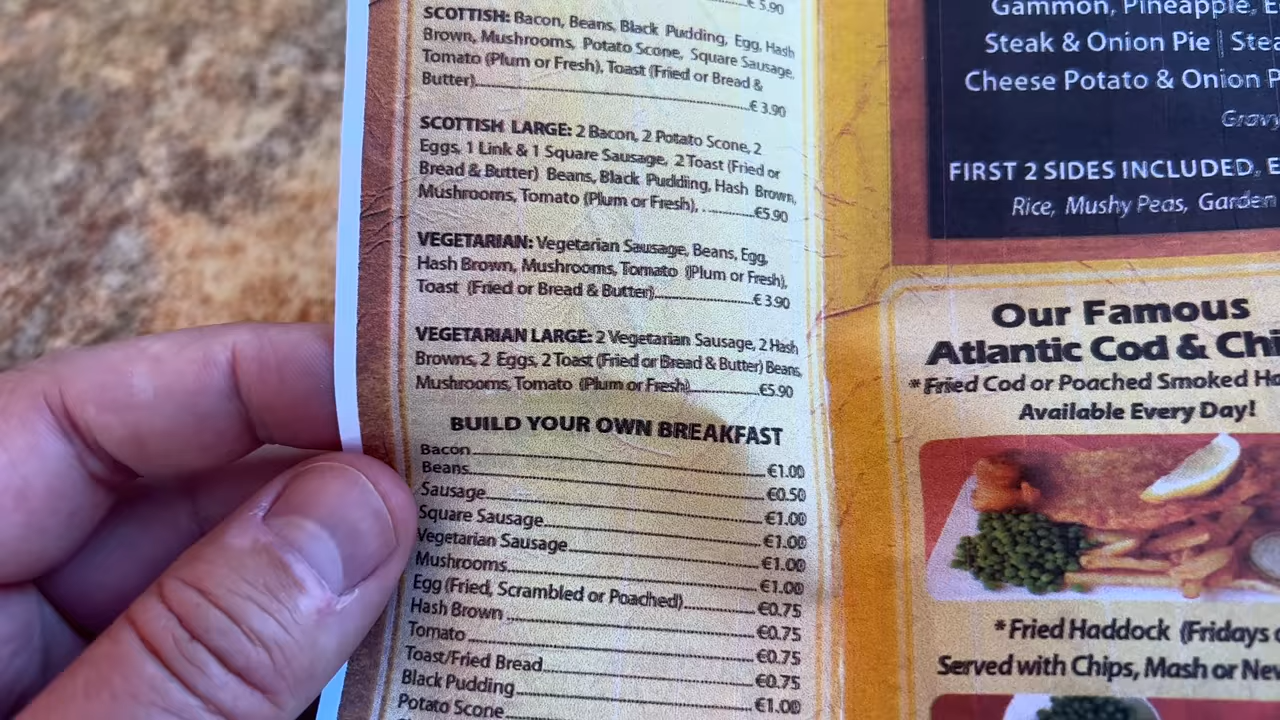 € 5.90
SCOTTISH: Bacon, Beans, Black Pudding, Egg, Hash
Brown, Mushrooms, Potato Scone, Square Sausage,
Tomato (Plum or Fresh), Toast (Fried or Bread &
Butter)..........€ 3.90
SCOTTISH LARGE: 2 Bacon, 2 Potato Scone, 2
Eggs, 1 Link & 1 Square Sausage, 2 Toast (Fried or
Bread & Butter) Beans, Black Pudding, Hash Brown,
Mushrooms, Tomato (Plum or Fresh), ..........€5.90
VEGETARIAN: Vegetarian Sausage, Beans, Egg,
Hash Brown, Mushrooms, Tomato (Plum or Fresh),
Toast (Fried or Bread & Butter)..........€ 3.90
VEGETARIAN LARGE: 2 Vegetarian Sausage, 2 Hash
Browns, 2 Eggs, 2 Toast (Fried or Bread & Butter) Beans,
Mushrooms, Tomato (Plum or Fresh)..........€5.90
BUILD YOUR OWN BREAKFAST
Bacon..........€1.00
Beans..........€0.50
Sausage..........€1.00
Square Sausage..........€1.00
Vegetarian Sausage..........€1.00
Mushrooms..........€1.00
Egg (Fried, Scrambled or Poached)..........€0.75
Hash Brown..........€0.75
Tomato..........€0.75
Toast/Fried Bread..........€0.75
Black Pudding..........€1.00
Potato Scone..........
Gammon, Pineapple,
Steak & Onion Pie |
Cheese Potato & Onion
Gravy
FIRST 2 SIDES INCLUDED,
Rice, Mushy Peas, Garden
Our Famous
Atlantic Cod &
*Fried Cod or Poached Smoked
Available Every Day!
*Fried Haddock (Fridays
Served with Chips, Mash or